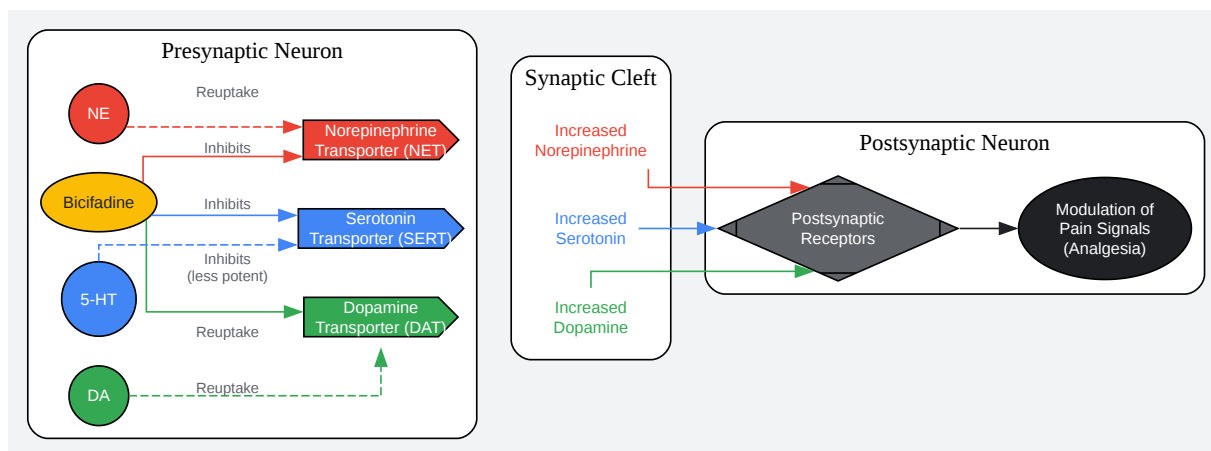 Presynaptic Neuron
NE
Reuptake
Norepinephrine
Transporter (NET)
Inhibits
Bicifadine
Inhibits
Serotonin
Transporter (SERT)
Inhibits
(less potent)
5-HT
Dopamine
Transporter (DAT)
Reuptake
DA
Reuptake
Synaptic Cleft
Increased
Norepinephrine
Increased
Serotonin
Increased
Dopamine
Postsynaptic Neuron
Postsynaptic
Receptors
Modulation of
Pain Signals
(Analgesia)